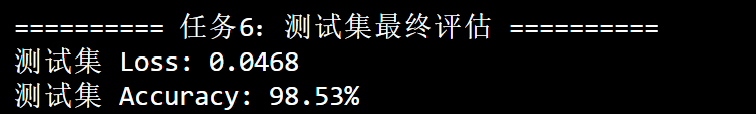 ========== 任务6：测试集最终评估 ==========
测试集 Loss: 0.0468
测试集 Accuracy: 98.53%